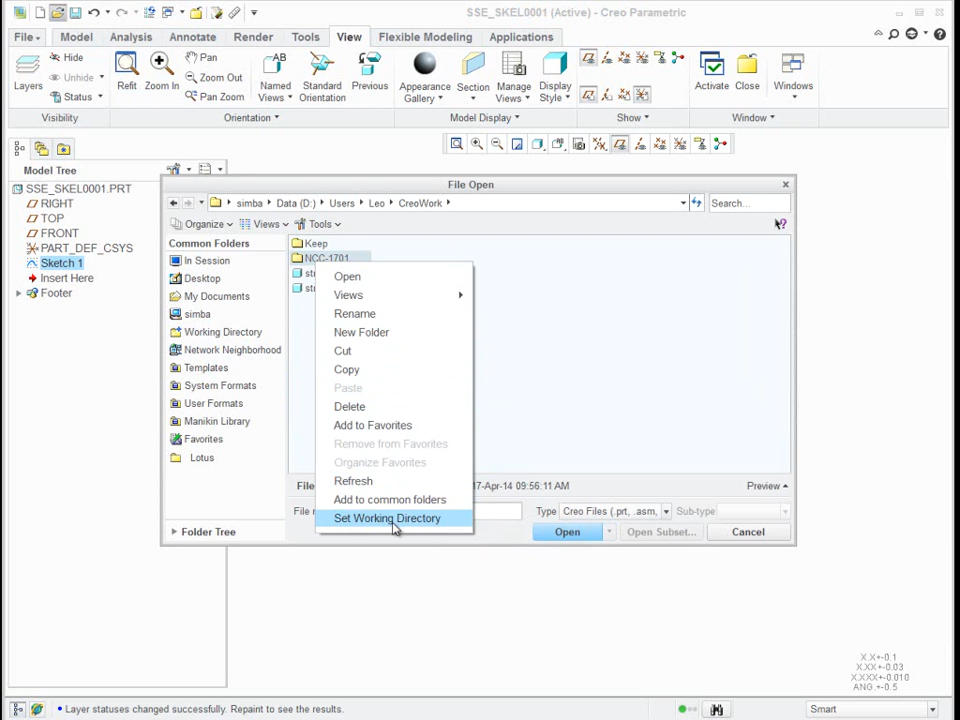 SSE_SKEL0001 (Active) - Creo Parametric
File Model Analysis Annotate Render Tools View Flexible Modeling Applications
Layers
Hide
Unhide
Status
Visibility
Refit
Zoom In
Pan
Zoom Out
Pan Zoom
Named Views
Standard Orientation
Previous
Orientation
Appearance Gallery
Section
Manage Views
Display Style
Model Display
Show
Activate
Close
Windows
Window
Model Tree
SSE_SKEL0001.PRT
RIGHT
TOP
FRONT
PART_DEF_CSYS
Sketch 1
Insert Here
Footer
File Open
simba Data (D:) Users Leo CreoWork
Search...
Organize Views Tools
Common Folders
In Session
Desktop
My Documents
simba
Working Directory
Network Neighborhood
Templates
System Formats
User Formats
Manikin Library
Favorites
Lotus
Folder Tree
Keep
NCC-1701
Open
Views
Rename
New Folder
Cut
Copy
Paste
Delete
Add to Favorites
Remove from Favorites
Organize Favorites
Refresh
Add to common folders
Set Working Directory
17-Apr-14 09:56:11 AM
Preview
Type Creo Files (.prt, .asm, Sub-type
Open Open Subset... Cancel
X.X+-0.1
X.XX+-0.03
X.XXX+-0.010
ANG.+-0.5
Layer statuses changed successfully. Repaint to see the results.
Smart